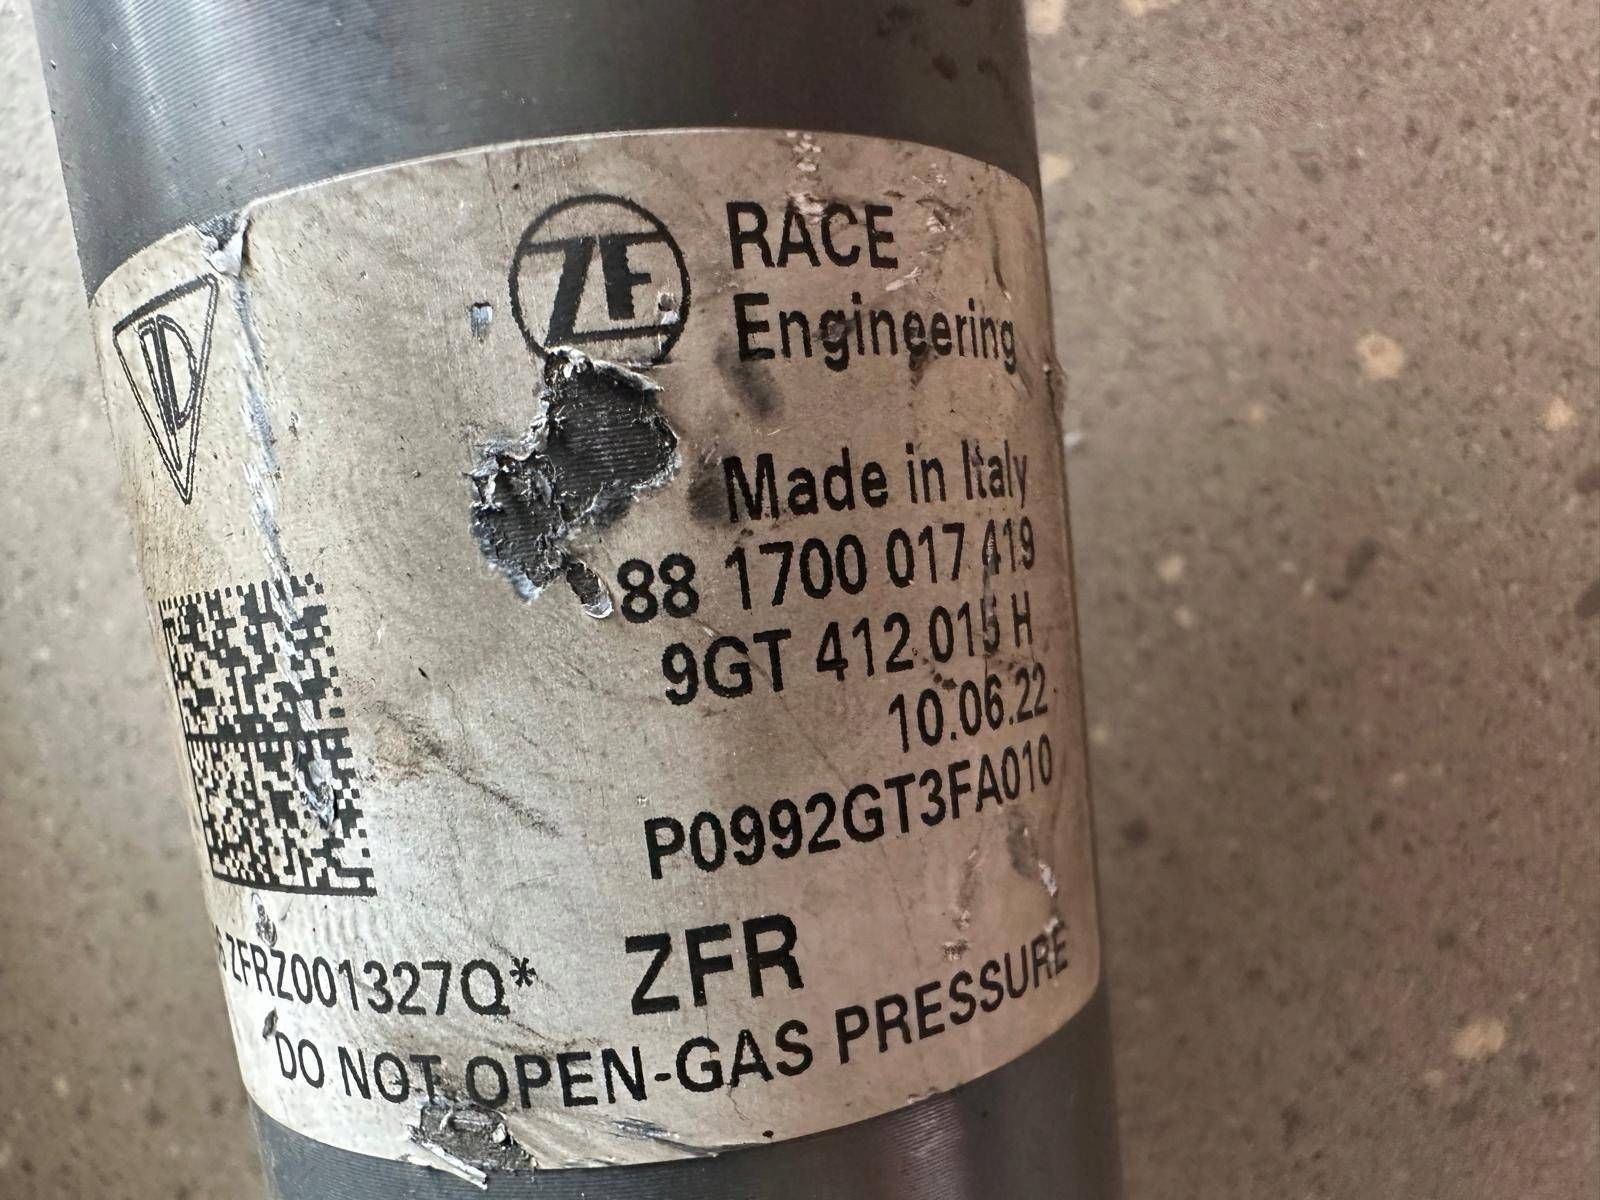 ZF
RACE
Engineering
D
Made in Italy
88 1700 017 419
9GT 412 015 H
10.06.22
P0992GT3FA010
ZFRZ001327Q*
ZFR
DO NOT OPEN-GAS PRESSURE